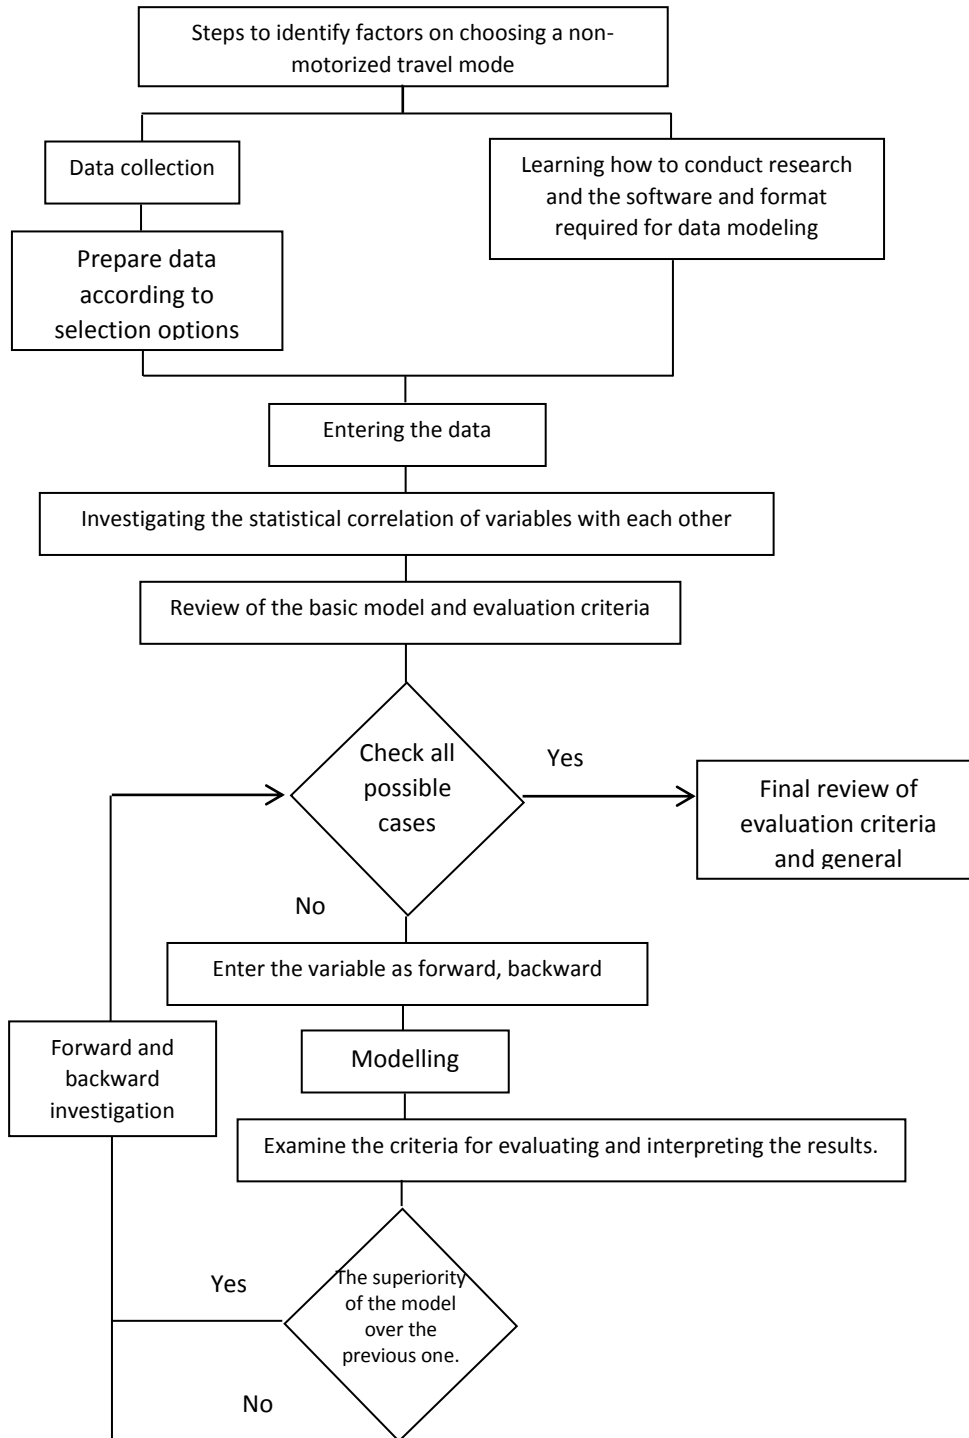 Steps to identify factors on choosing a non-
motorized travel mode
Data collection
Learning how to conduct research
and the software and format
required for data modeling
Prepare data
according to
selection options
Entering the data
Investigating the statistical correlation of variables with each other
Review of the basic model and evaluation criteria
Check all
possible
cases
Yes
Final review of
evaluation criteria
and general
No
Enter the variable as forward, backward
Forward and
backward
investigation
Modelling
Examine the criteria for evaluating and interpreting the results.
Yes
The superiority
of the model
over the
previous one.
No